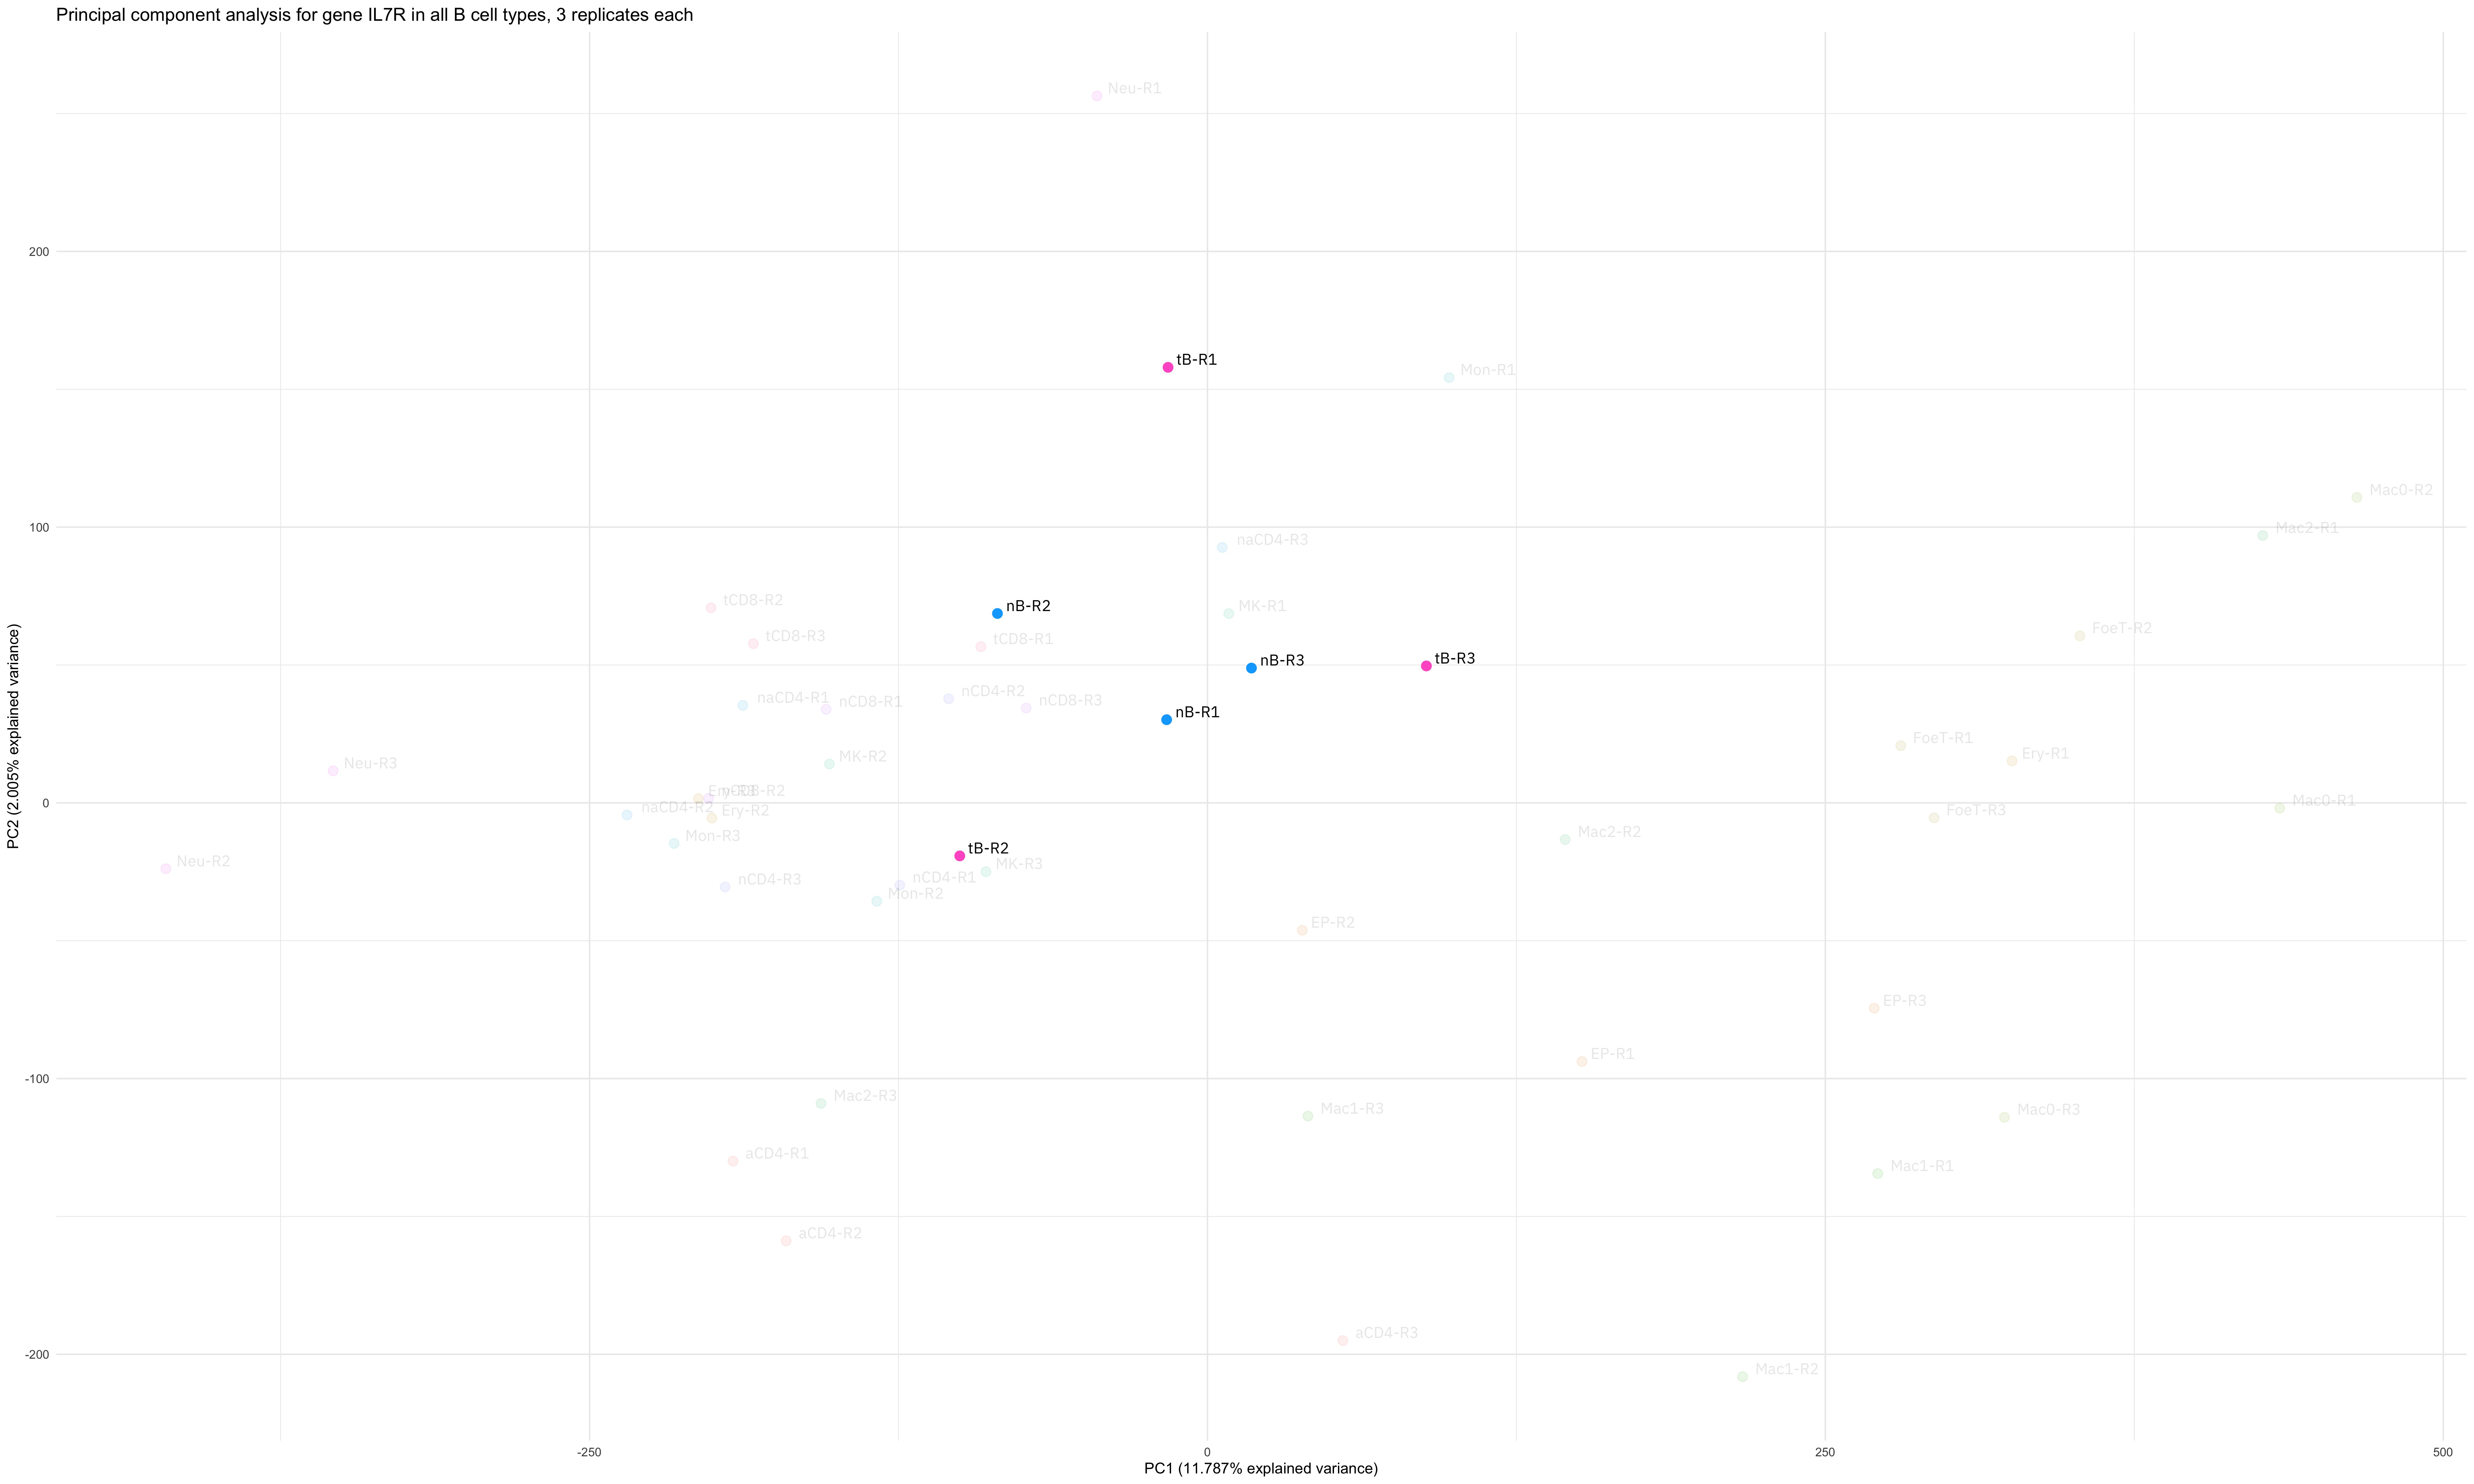 Principal component analysis for gene IL7R in all B cell types, 3 replicates each
Neu-R1
200
tB-R1
Mon-R1
Mac0-R2
100
Mac2-R1
naCD4-R3
tCD8-R2
nB-R2
MK-R1
tCD8-R3
tCD8-R1
FoeT-R2
nB-R3
tB-R3
naCD4-R1
nCD8-R1
nCD4-R2
nCD8-R3
nB-R1
FoeT-R1
Ery-R1
MK-R2
Neu-R3
Ery-R3
nCD8-R2
0
naCD4-R2
Ery-R2
FoeT-R3
Mac0-R1
Mon-R3
Mac2-R2
tB-R2
Neu-R2
MK-R3
nCD4-R3
nCD4-R1
Mon-R2
EP-R2
EP-R3
EP-R1
-100
Mac2-R3
Mac1-R3
Mac0-R3
aCD4-R1
Mac1-R1
aCD4-R2
aCD4-R3
-200
Mac1-R2
PC2 (2.005% explained variance)
-250
0
250
500
PC1 (11.787% explained variance)